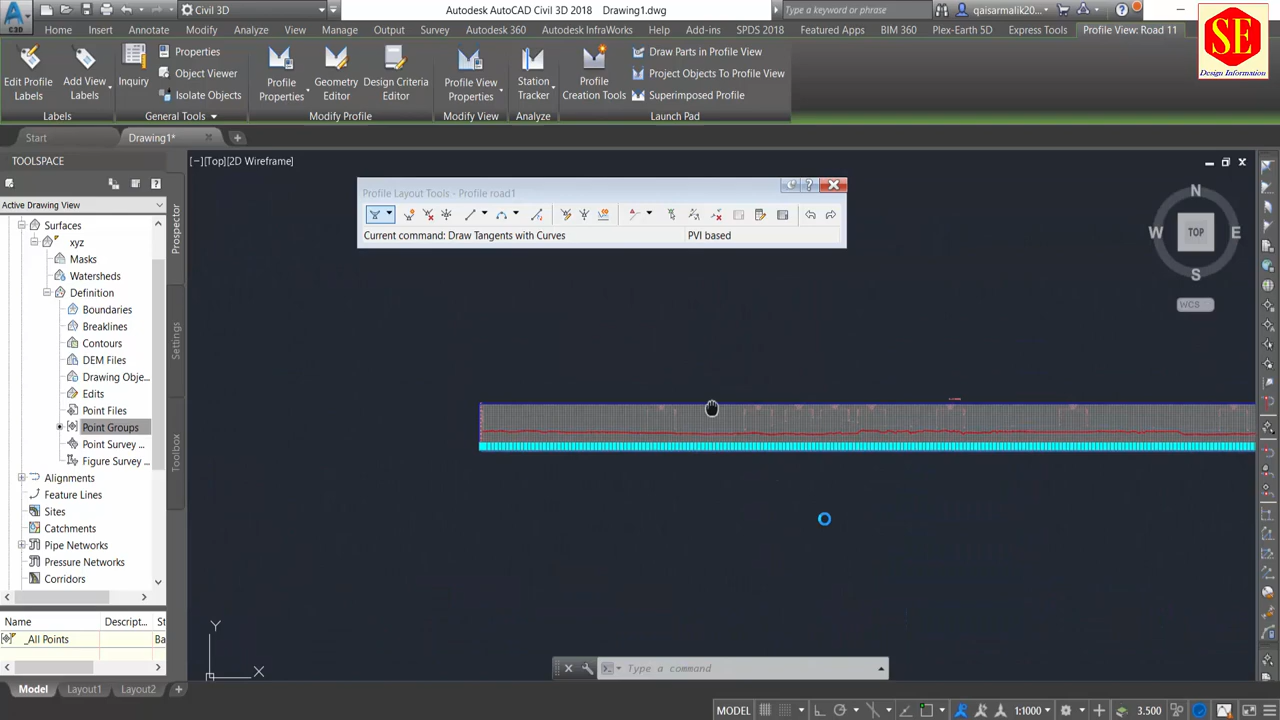 Civil 3D
Autodesk AutoCAD Civil 3D 2018 Drawing1.dwg
Type a keyword or phrase
qaisarmalik20...
Home Insert Annotate Modify Analyze View Manage Output Survey Autodesk 360 Autodesk InfraWorks Help Add-ins SPDS 2018 Featured Apps BIM 360 Plex-Earth 5D Express Tools Profile View: Road 11
SE
Design Information
Edit Profile Labels
Add View Labels
Inquiry
Properties
Object Viewer
Isolate Objects
Profile Properties
Geometry Editor
Design Criteria Editor
Profile View Properties
Station Tracker
Profile Creation Tools
Draw Parts in Profile View
Project Objects To Profile View
Superimposed Profile
Labels General Tools Modify Profile Modify View Analyze Launch Pad
Start Drawing1*
TOOLSPACE
Active Drawing View
[−][Top][2D Wireframe]
Profile Layout Tools - Profile road1
Current command: Draw Tangents with Curves PVI based
N
W TOP E
S
WCS
Prospector
Settings
Toolbox
Surfaces
xyz
Masks
Watersheds
Definition
Boundaries
Breaklines
Contours
DEM Files
Drawing Obje...
Edits
Point Files
Point Groups
Point Survey ...
Figure Survey
Alignments
Feature Lines
Sites
Catchments
Pipe Networks
Pressure Networks
Corridors
Name Descript... St
_All Points Ba
Y
X
Type a command
Model Layout1 Layout2
MODEL 1:1000 3.500